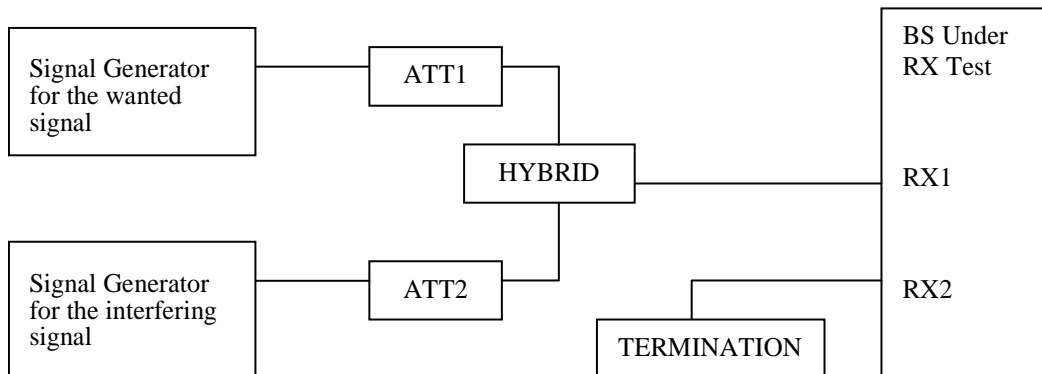 Signal Generator
for the wanted
signal
ATT1
HYBRID
Signal Generator
for the interfering
signal
ATT2
TERMINATION
BS Under
RX Test
RX1
RX2